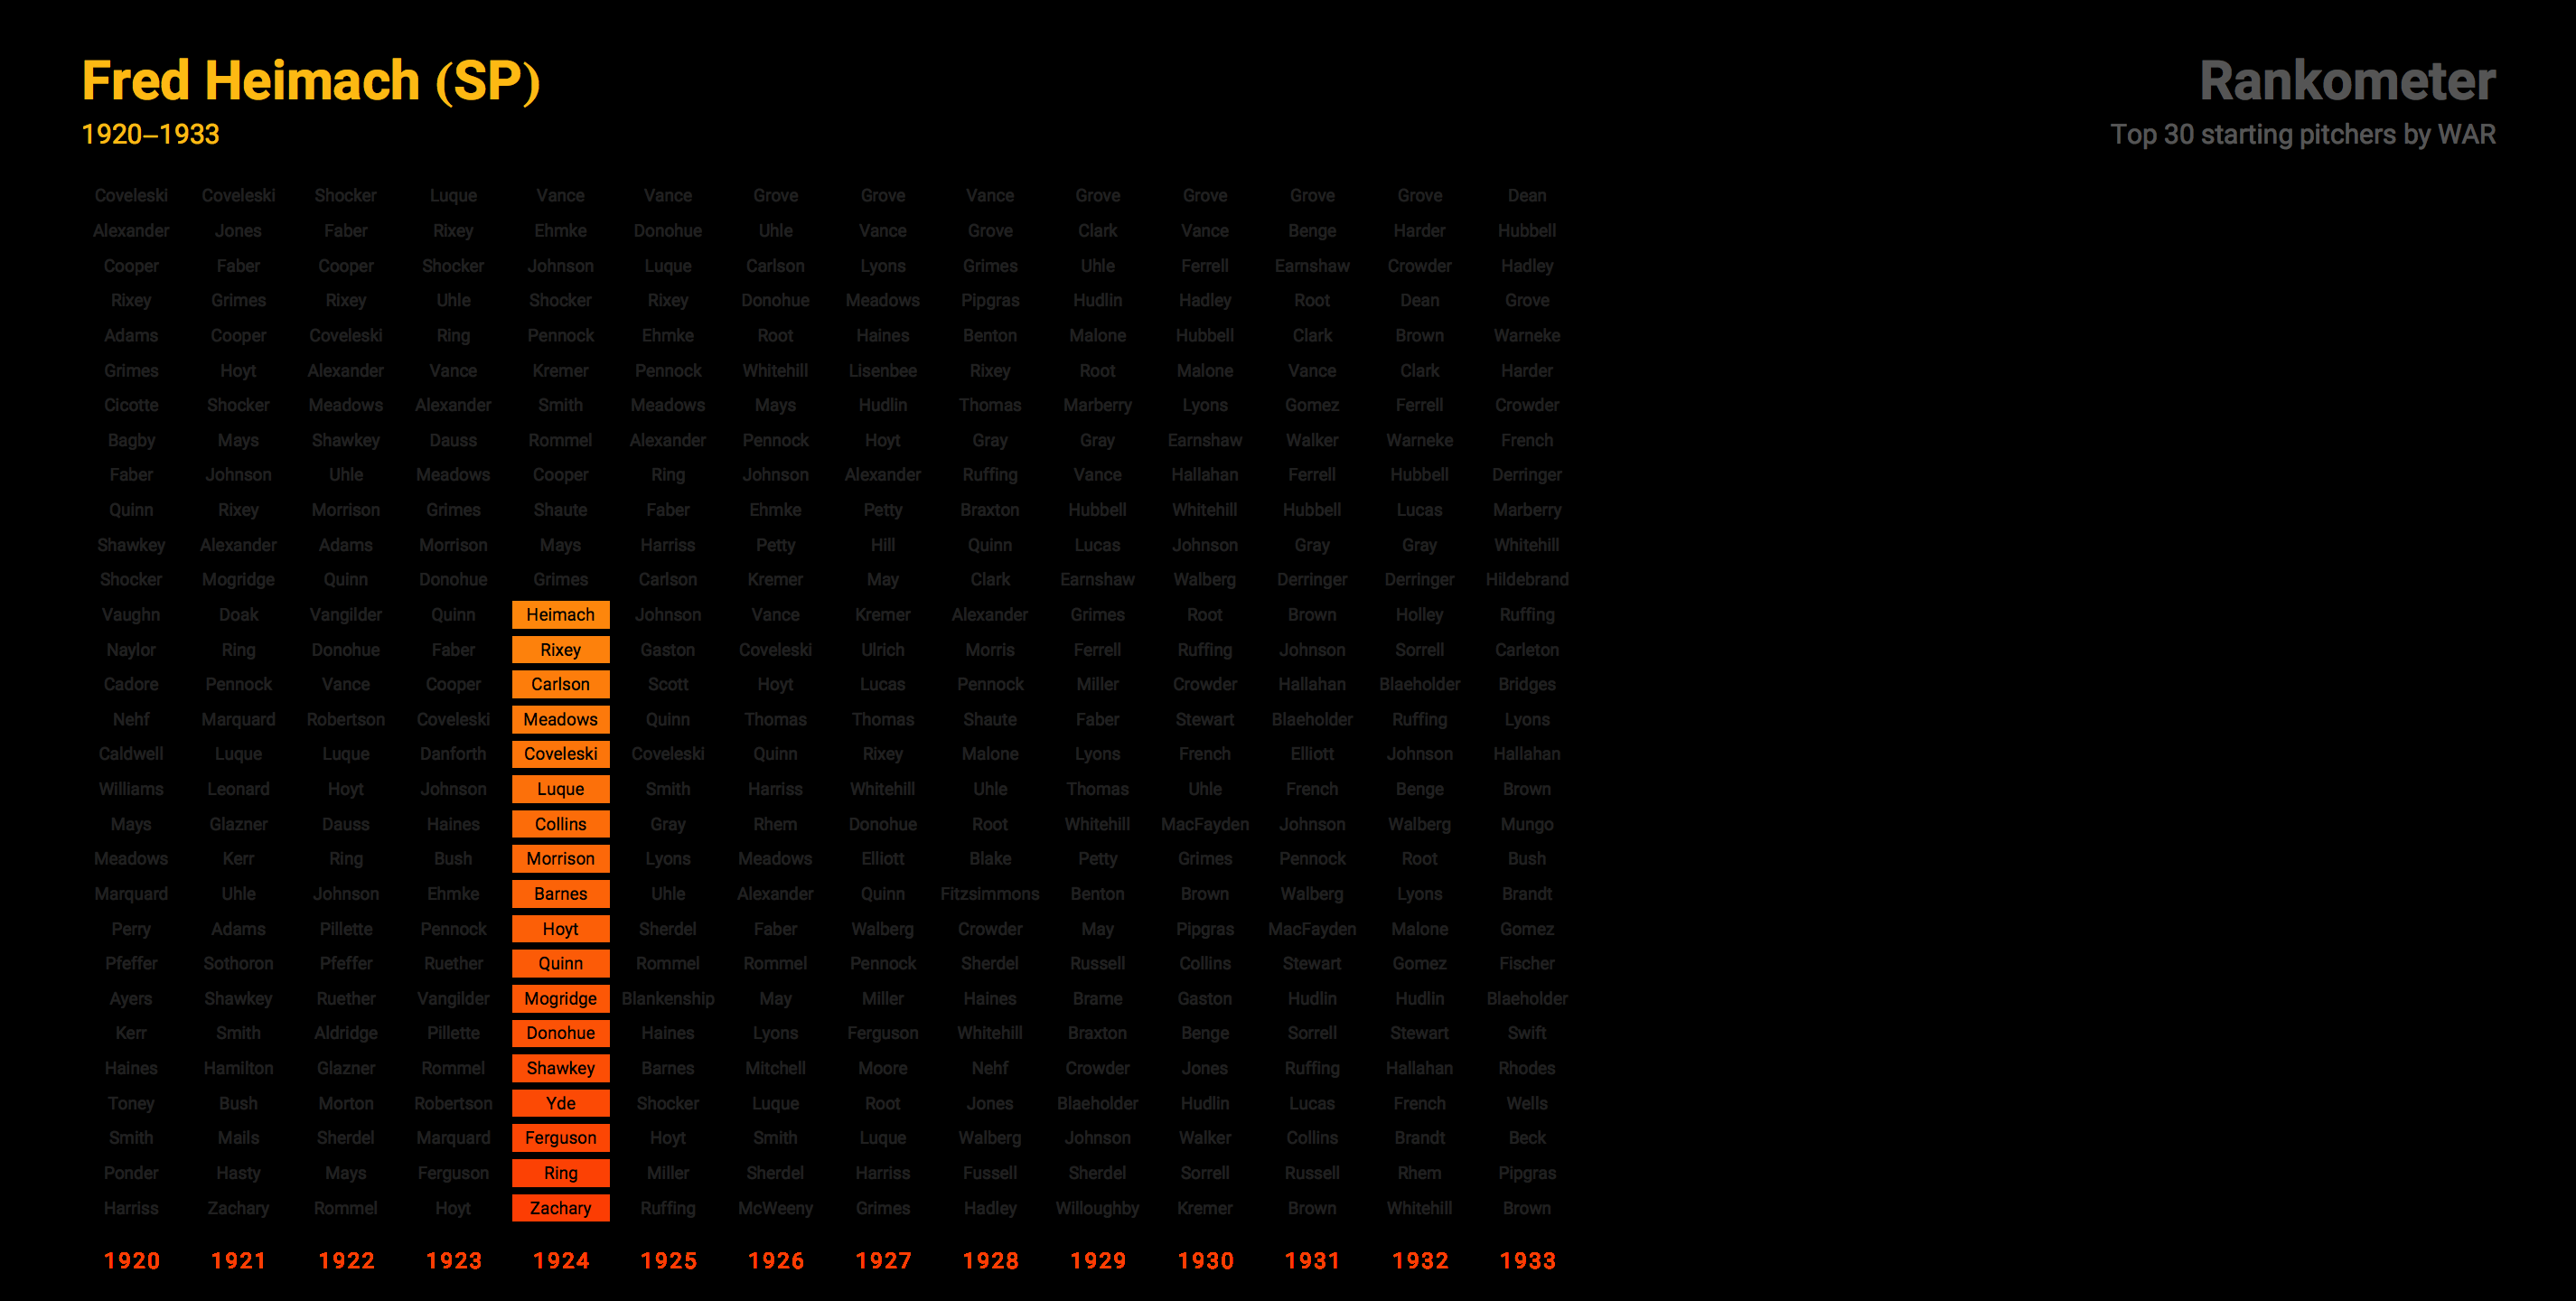 Fred Heimach (SP)
1920–1933
Rankometer
Top 30 starting pitchers by WAR
Coveleski Coveleski Shocker Luque Vance Vance Grove Grove Vance Grove Grove Grove Grove Dean
Alexander Jones Faber Rixey Ehmke Donohue Uhle Vance Grove Clark Vance Benge Harder Hubbell
Cooper Faber Cooper Shocker Johnson Luque Carlson Lyons Grimes Uhle Ferrell Earnshaw Crowder Hadley
Rixey Grimes Rixey Uhle Shocker Rixey Donohue Meadows Pipgras Hudlin Hadley Root Dean Grove
Adams Cooper Coveleski Ring Pennock Ehmke Root Haines Benton Malone Hubbell Clark Brown Warneke
Grimes Hoyt Alexander Vance Kremer Pennock Whitehill Lisenbee Rixey Root Malone Vance Clark Harder
Cicotte Shocker Meadows Alexander Smith Meadows Mays Hudlin Thomas Marberry Lyons Gomez Ferrell Crowder
Bagby Mays Shawkey Dauss Rommel Alexander Pennock Hoyt Gray Gray Earnshaw Walker Warneke French
Faber Johnson Uhle Meadows Cooper Ring Johnson Alexander Ruffing Vance Hallahan Ferrell Hubbell Derringer
Quinn Rixey Morrison Grimes Shaute Faber Ehmke Petty Braxton Hubbell Whitehill Hubbell Lucas Marberry
Shawkey Alexander Adams Morrison Mays Harriss Petty Hill Quinn Lucas Johnson Gray Gray Whitehill
Shocker Mogridge Quinn Donohue Grimes Carlson Kremer May Clark Earnshaw Walberg Derringer Derringer Hildebrand
Vaughn Doak Vangilder Quinn Heimach Johnson Vance Kremer Alexander Grimes Root Brown Holley Ruffing
Naylor Ring Donohue Faber Rixey Gaston Coveleski Ulrich Morris Ferrell Ruffing Johnson Sorrell Carleton
Cadore Pennock Vance Cooper Carlson Scott Hoyt Lucas Pennock Miller Crowder Hallahan Blaeholder Bridges
Nehf Marquard Robertson Coveleski Meadows Quinn Thomas Thomas Shaute Faber Stewart Blaeholder Ruffing Lyons
Caldwell Luque Luque Danforth Coveleski Coveleski Quinn Rixey Malone Lyons French Elliott Johnson Hallahan
Williams Leonard Hoyt Johnson Luque Smith Harriss Whitehill Uhle Thomas Uhle French Benge Brown
Mays Glazner Dauss Haines Collins Gray Rhem Donohue Root Whitehill MacFayden Johnson Walberg Mungo
Meadows Kerr Ring Bush Morrison Lyons Meadows Elliott Blake Petty Grimes Pennock Root Bush
Marquard Uhle Johnson Ehmke Barnes Uhle Alexander Quinn Fitzsimmons Benton Brown Walberg Lyons Brandt
Perry Adams Pillette Pennock Hoyt Sherdel Faber Walberg Crowder May Pipgras MacFayden Malone Gomez
Pfeffer Sothoron Pfeffer Ruether Quinn Rommel Rommel Pennock Sherdel Russell Collins Stewart Gomez Fischer
Ayers Shawkey Ruether Vangilder Mogridge Blankenship May Miller Haines Brame Gaston Hudlin Hudlin Blaeholder
Kerr Smith Aldridge Pillette Donohue Haines Lyons Ferguson Whitehill Braxton Benge Sorrell Stewart Swift
Haines Hamilton Glazner Rommel Shawkey Barnes Mitchell Moore Nehf Crowder Jones Ruffing Hallahan Rhodes
Toney Bush Morton Robertson Yde Shocker Luque Root Jones Blaeholder Hudlin Lucas French Wells
Smith Mails Sherdel Marquard Ferguson Hoyt Smith Luque Walberg Johnson Walker Collins Brandt Beck
Ponder Hasty Mays Ferguson Ring Miller Sherdel Harriss Fussell Sherdel Sorrell Russell Rhem Pipgras
Harriss Zachary Rommel Hoyt Zachary Ruffing McWeeny Grimes Hadley Willoughby Kremer Brown Whitehill Brown
1920 1921 1922 1923 1924 1925 1926 1927 1928 1929 1930 1931 1932 1933